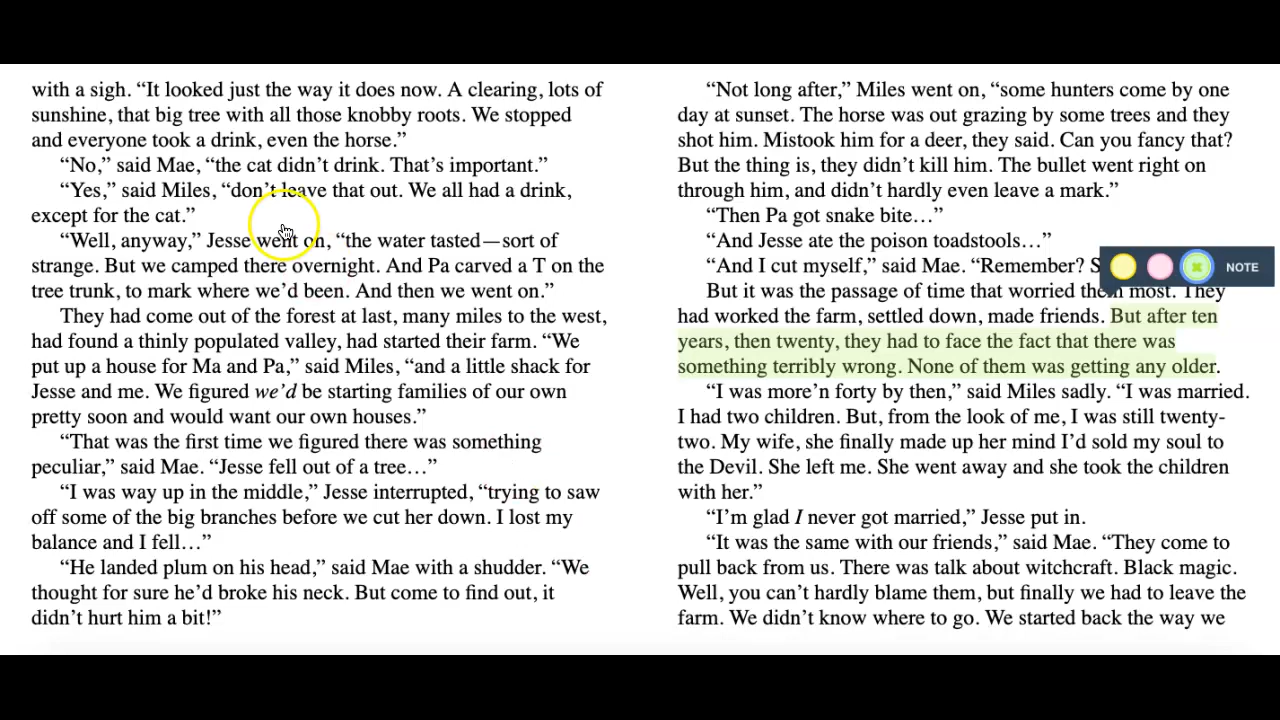 with a sigh. “It looked just the way it does now. A clearing, lots of
sunshine, that big tree with all those knobby roots. We stopped
and everyone took a drink, even the horse.”
“No,” said Mae, “the cat didn’t drink. That’s important.”
“Yes,” said Miles, “don’t leave that out. We all had a drink,
except for the cat.”
“Well, anyway,” Jesse went on, “the water tasted—sort of
strange. But we camped there overnight. And Pa carved a T on the
tree trunk, to mark where we’d been. And then we went on.”
They had come out of the forest at last, many miles to the west,
had found a thinly populated valley, had started their farm. “We
put up a house for Ma and Pa,” said Miles, “and a little shack for
Jesse and me. We figured we’d be starting families of our own
pretty soon and would want our own houses.”
“That was the first time we figured there was something
peculiar,” said Mae. “Jesse fell out of a tree…”
“I was way up in the middle,” Jesse interrupted, “trying to saw
off some of the big branches before we cut her down. I lost my
balance and I fell…”
“He landed plum on his head,” said Mae with a shudder. “We
thought for sure he’d broke his neck. But come to find out, it
didn’t hurt him a bit!”
“Not long after,” Miles went on, “some hunters come by one
day at sunset. The horse was out grazing by some trees and they
shot him. Mistook him for a deer, they said. Can you fancy that?
But the thing is, they didn’t kill him. The bullet went right on
through him, and didn’t hardly even leave a mark.”
“Then Pa got snake bite…”
“And Jesse ate the poison toadstools…”
“And I cut myself,” said Mae. “Remember?
NOTE
But it was the passage of time that worried them most. They
had worked the farm, settled down, made friends. But after ten
years, then twenty, they had to face the fact that there was
something terribly wrong. None of them was getting any older.
“I was more’n forty by then,” said Miles sadly. “I was married.
I had two children. But, from the look of me, I was still twenty-
two. My wife, she finally made up her mind I’d sold my soul to
the Devil. She left me. She went away and she took the children
with her.”
“I’m glad I never got married,” Jesse put in.
“It was the same with our friends,” said Mae. “They come to
pull back from us. There was talk about witchcraft. Black magic.
Well, you can’t hardly blame them, but finally we had to leave the
farm. We didn’t know where to go. We started back the way we